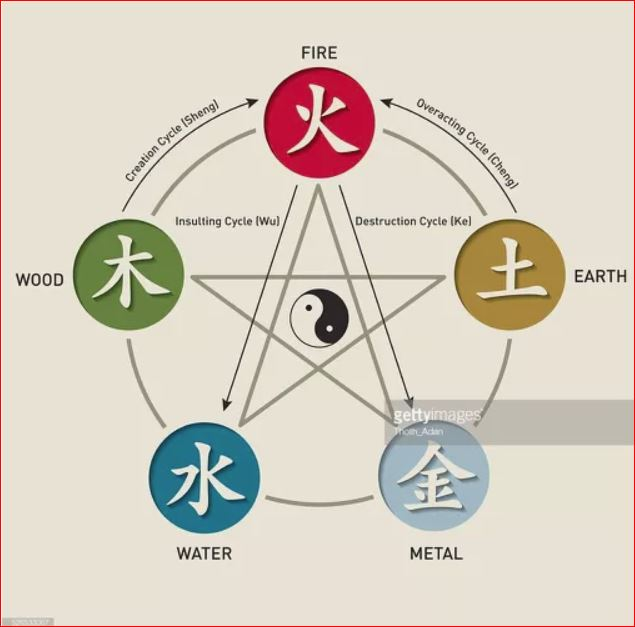 FIRE
火
Creation Cycle (Sheng)
Overacting Cycle (Cheng)
Insulting Cycle (Wu)
Destruction Cycle (Ke)
WOOD
木
土
EARTH
gettyimages®
Thoth_Adan
水
金
WATER
METAL